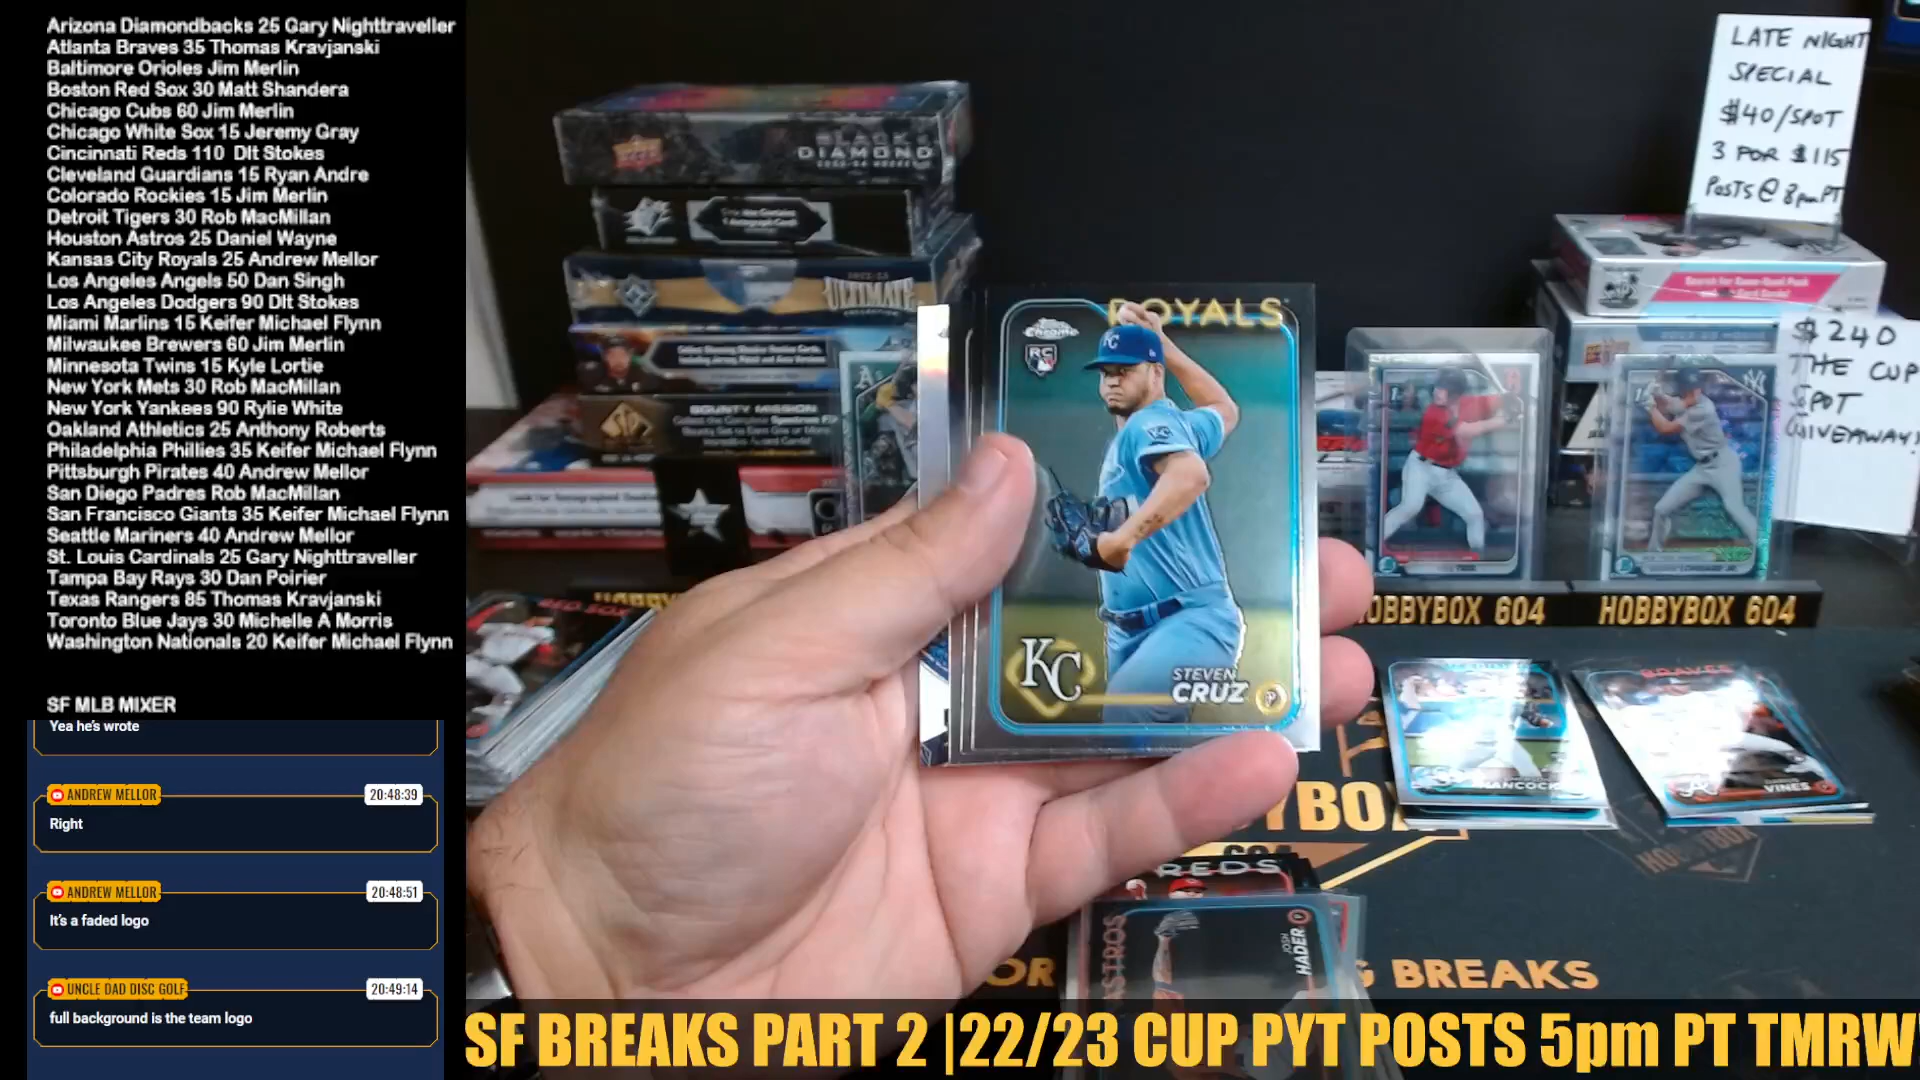 Arizona Diamondbacks 25 Gary Nighttraveller
Atlanta Braves 35 Thomas Kravjanski
Baltimore Orioles Jim Merlin
Boston Red Sox 30 Matt Shandera
Chicago Cubs 60 Jim Merlin
Chicago White Sox 15 Jeremy Gray
Cincinnati Reds 110 Dlt Stokes
Cleveland Guardians 15 Ryan Andre
Colorado Rockies 15 Jim Merlin
Detroit Tigers 30 Rob MacMillan
Houston Astros 25 Daniel Wayne
Kansas City Royals 25 Andrew Mellor
Los Angeles Angels 50 Dan Singh
Los Angeles Dodgers 90 Dlt Stokes
Miami Marlins 15 Keifer Michael Flynn
Milwaukee Brewers 60 Jim Merlin
Minnesota Twins 15 Kyle Lortie
New York Mets 30 Rob MacMillan
New York Yankees 90 Rylie White
Oakland Athletics 25 Anthony Roberts
Philadelphia Phillies 35 Keifer Michael Flynn
Pittsburgh Pirates 40 Andrew Mellor
San Diego Padres Rob MacMillan
San Francisco Giants 35 Keifer Michael Flynn
Seattle Mariners 40 Andrew Mellor
St. Louis Cardinals 25 Gary Nighttraveller
Tampa Bay Rays 30 Dan Poirier
Texas Rangers 85 Thomas Kravjanski
Toronto Blue Jays 30 Michelle A Morris
Washington Nationals 20 Keifer Michael Flynn
SF MLB MIXER
Yea he's wrote
ANDREW MELLOR 20:48:39
Right
ANDREW MELLOR 20:48:51
It's a faded logo
UNCLE DAD DISC GOLF 20:49:14
full background is the team logo
LATE NIGHT
SPECIAL
$40/SPOT
3 FOR $115
POSTS @ 8pm PT
BLACK
DIAMOND
ULTIMATE
BOUNTY MISSION
$240
THE CUP
SPOT
GIVEAWAY!
ROYALS
Chrome
RC
KC
STEVEN
CRUZ
HOBBYBOX 604
HOBBYBOX 604
RED SOX
BRAVES
HANCOCK
VINES
REDS
ASTROS
JOSH
HADER
BREAKS
SF BREAKS PART 2 |22/23 CUP PYT POSTS 5pm PT TMRW